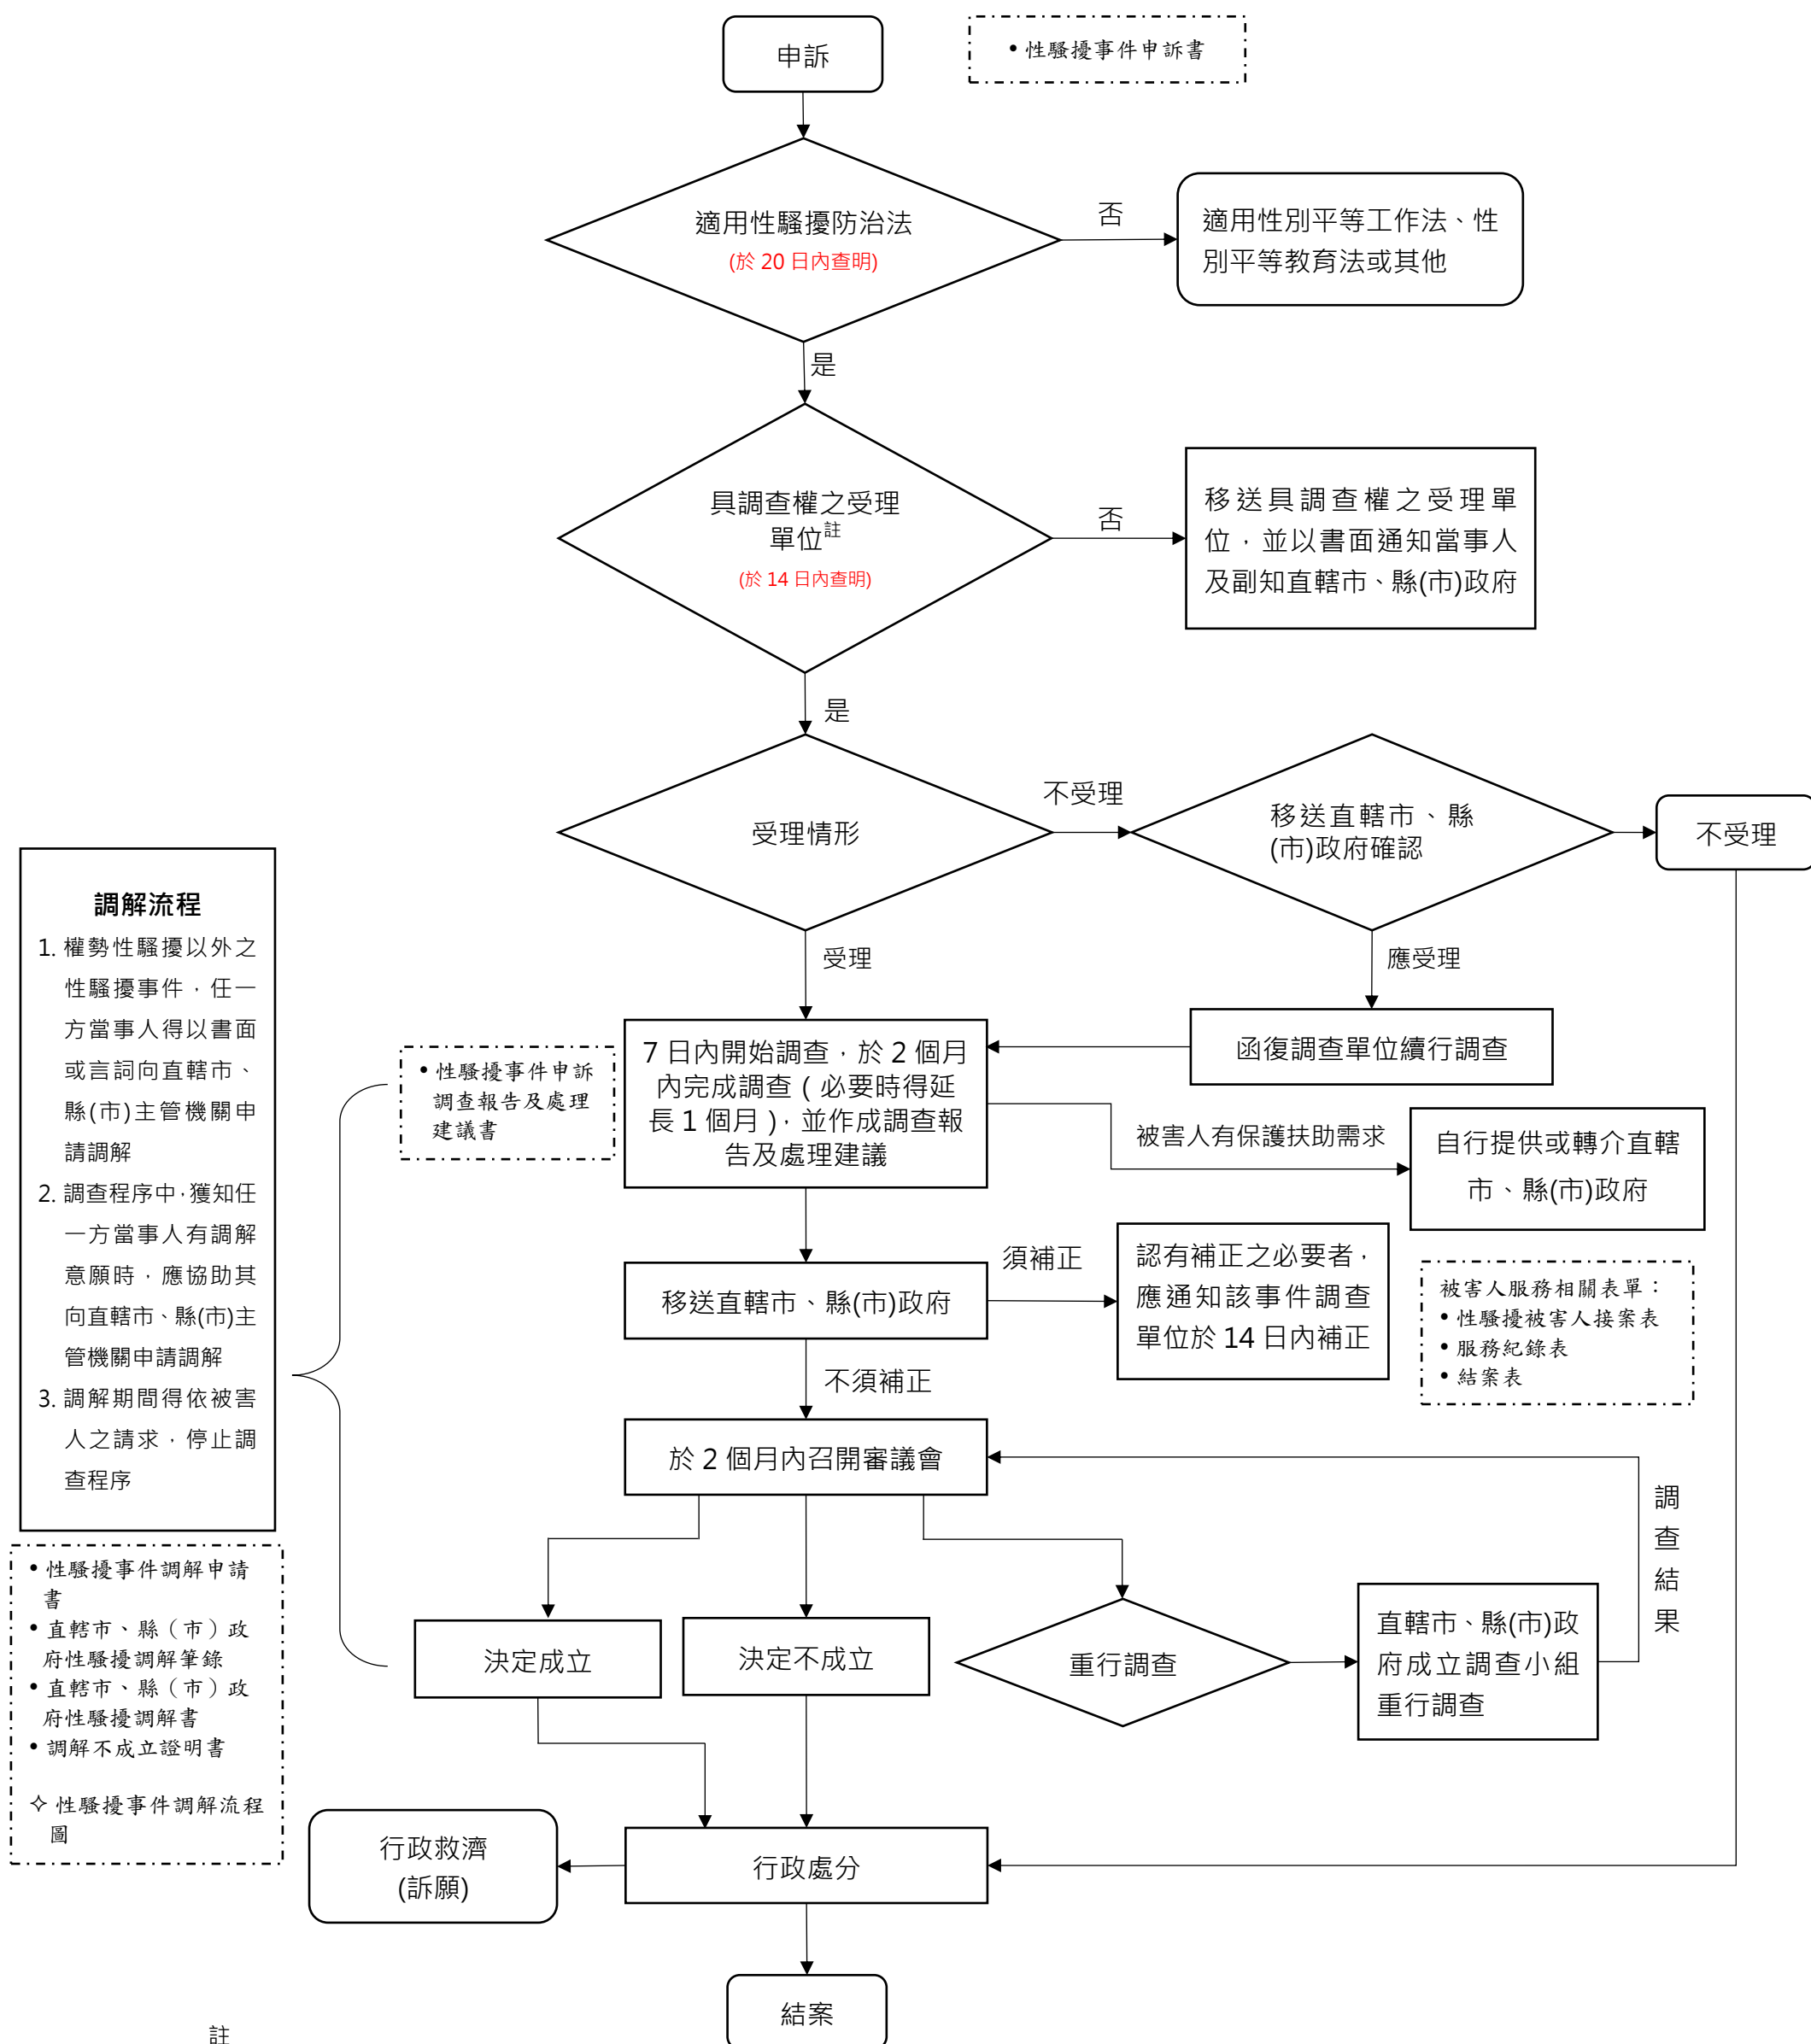 申訴
•性騷擾事件申訴書
適用性騷擾防治法
(於 20 日內查明)
否
適用性別平等工作法、性
別平等教育法或其他
是
具調查權之受理
單位註
(於 14 日內查明)
否
移送具調查權之受理單
位，並以書面通知當事人
及副知直轄市、縣(市)政府
是
受理情形
不受理
移送直轄市、縣
(市)政府確認
不受理
受理
應受理
7 日內開始調查，於 2 個月
內完成調查（必要時得延
長 1 個月），並作成調查報
告及處理建議
函復調查單位續行調查
•性騷擾事件申訴
調查報告及處理
建議書
被害人有保護扶助需求
自行提供或轉介直轄
市、縣(市)政府
移送直轄市、縣(市)政府
須補正
認有補正之必要者，
應通知該事件調查
單位於 14 日內補正
被害人服務相關表單：
•性騷擾被害人接案表
•服務紀錄表
•結案表
不須補正
於 2 個月內召開審議會
調
查
結
果
決定成立
決定不成立
重行調查
直轄市、縣(市)政
府成立調查小組
重行調查
調解流程
1. 權勢性騷擾以外之
性騷擾事件，任一
方當事人得以書面
或言詞向直轄市、
縣(市)主管機關申
請調解
2. 調查程序中，獲知任
一方當事人有調解
意願時，應協助其
向直轄市、縣(市)主
管機關申請調解
3. 調解期間得依被害
人之請求，停止調
查程序
•性騷擾事件調解申請
書
•直轄市、縣（市）政
府性騷擾調解筆錄
•直轄市、縣（市）政
府性騷擾調解書
•調解不成立證明書
✧ 性騷擾事件調解流程
圖
行政救濟
(訴願)
行政處分
結案
註